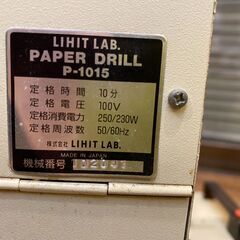 LIHIT LAB.
PAPER DRILL
P-1015
定格時間 10分
定格電圧 100V
定格消費電力 250/230W
定格周波数 50/60Hz
株式会社 LIHIT LAB.
MADE IN JAPAN
機械番号